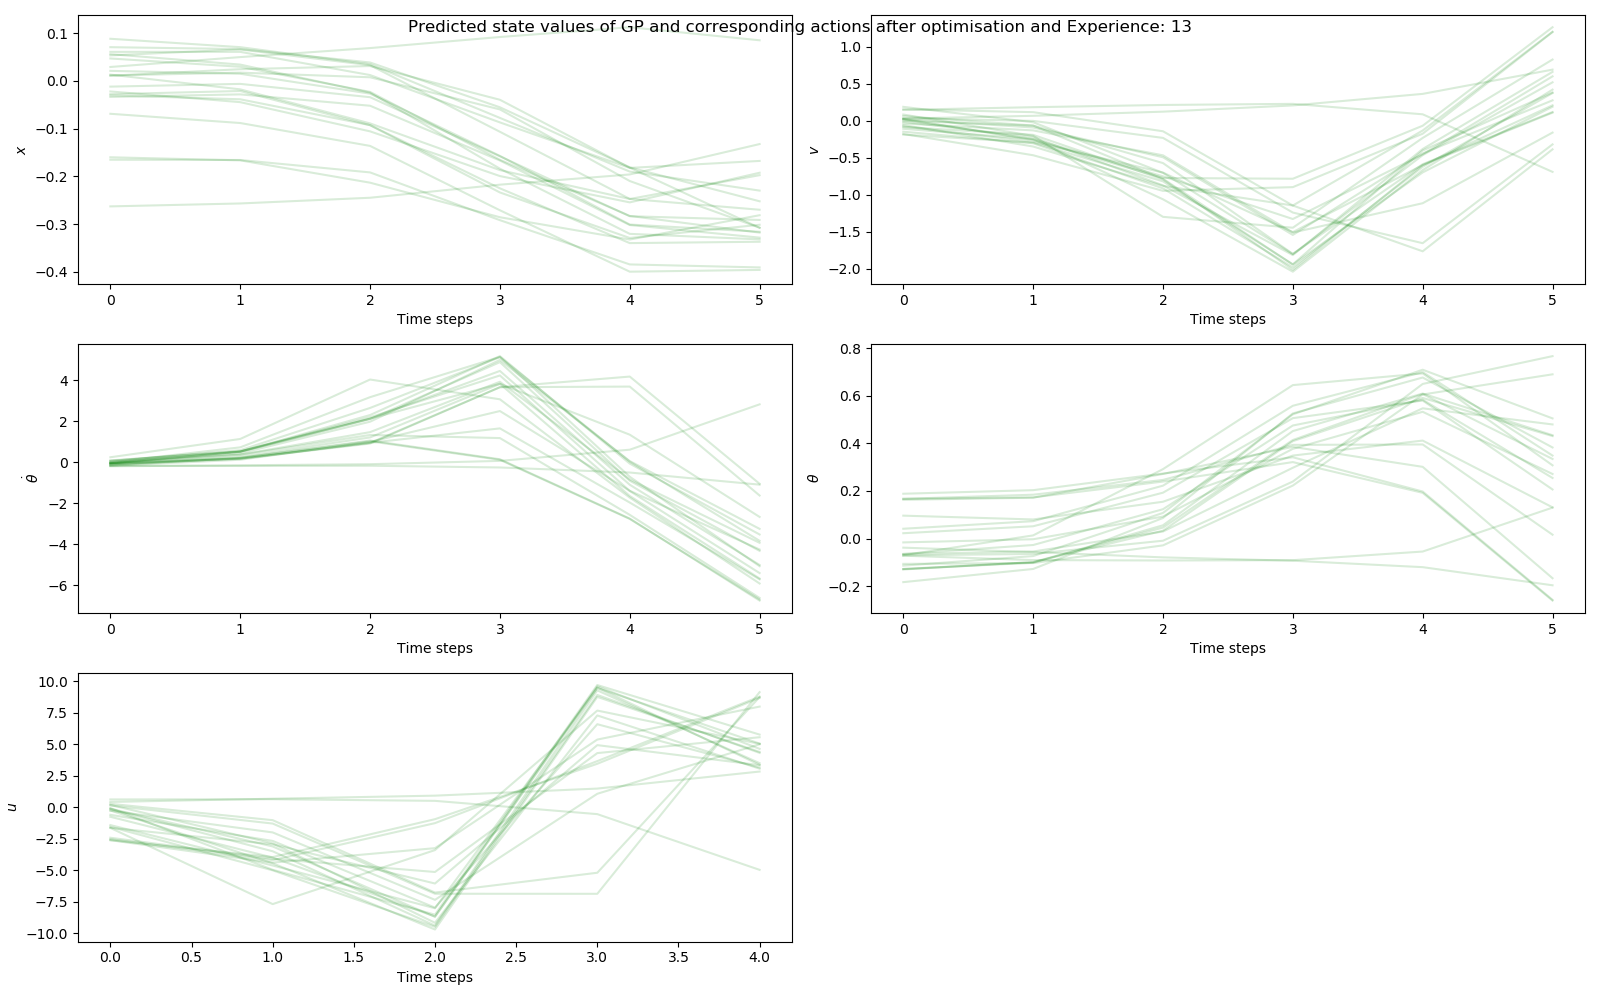 Predicted state values of GP and corresponding actions after optimisation and Experience: 13
0.1
0.0
−0.1
−0.2
−0.3
−0.4
x
0 1 2 3 4 5
Time steps
1.0
0.5
0.0
−0.5
−1.0
−1.5
−2.0
v
0 1 2 3 4 5
Time steps
4
2
0
−2
−4
−6
θ̇
0 1 2 3 4 5
Time steps
0.8
0.6
0.4
0.2
0.0
−0.2
θ
0 1 2 3 4 5
Time steps
10.0
7.5
5.0
2.5
0.0
−2.5
−5.0
−7.5
−10.0
u
0.0 0.5 1.0 1.5 2.0 2.5 3.0 3.5 4.0
Time steps